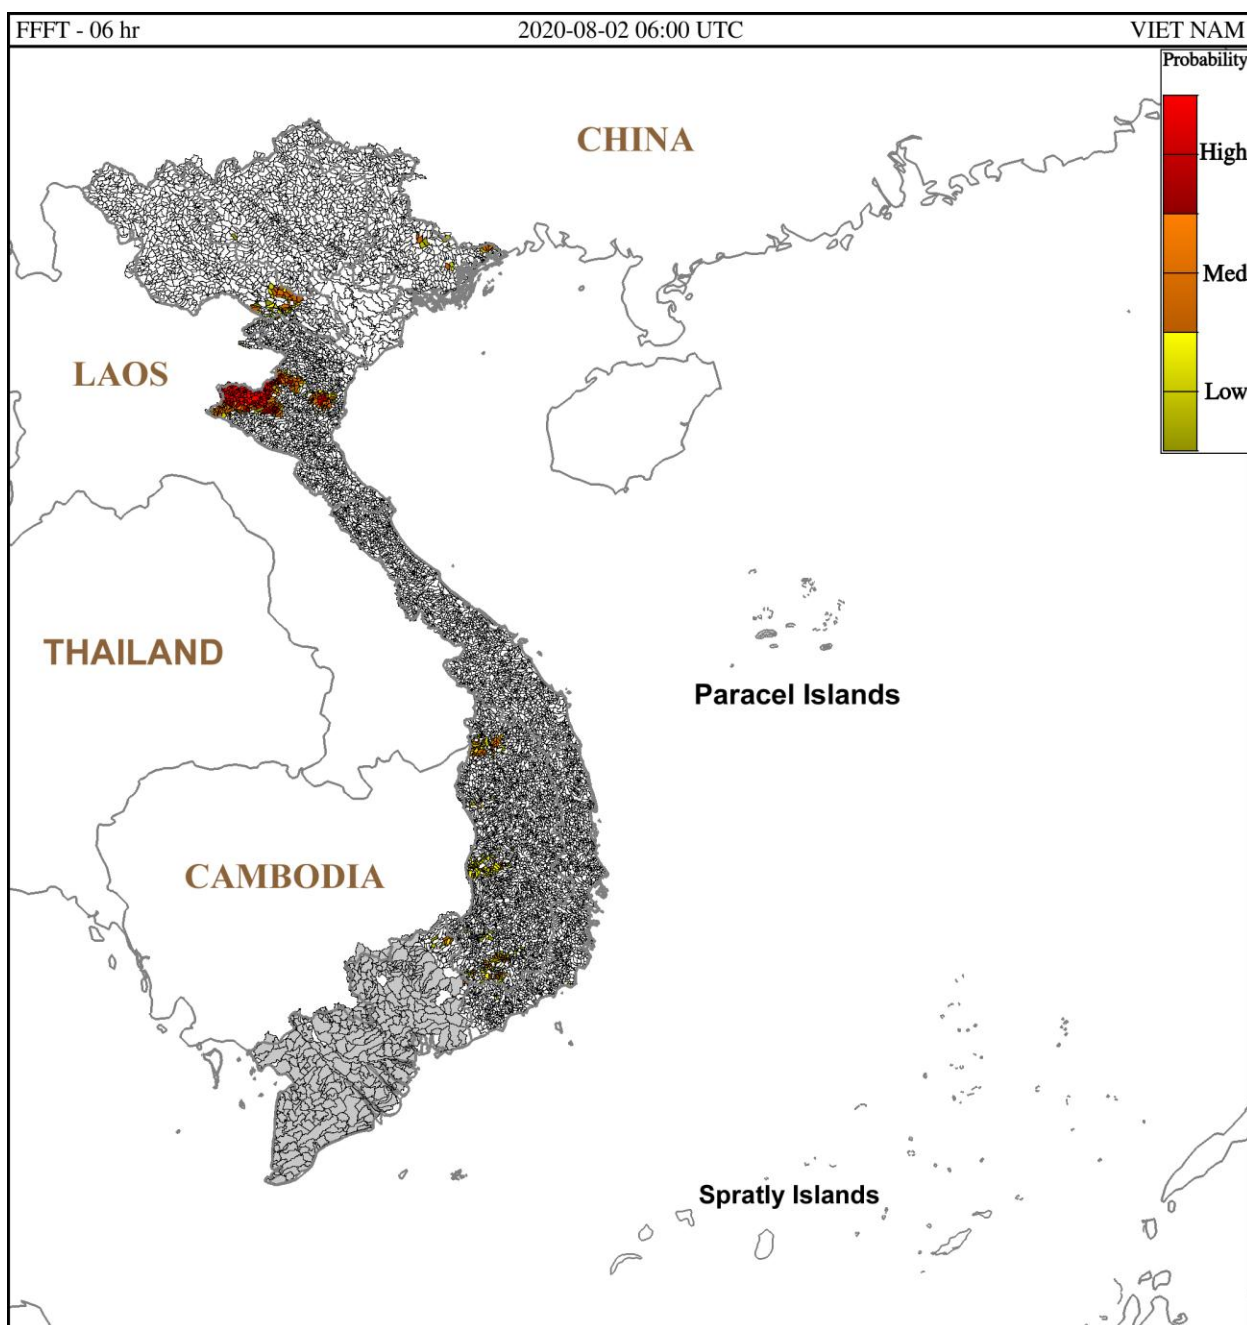 FFFT - 06 hr 2020-08-02 06:00 UTC VIET NAM
Probability
CHINA
High
Med
LAOS
Low
THAILAND
Paracel Islands
CAMBODIA
Spratly Islands